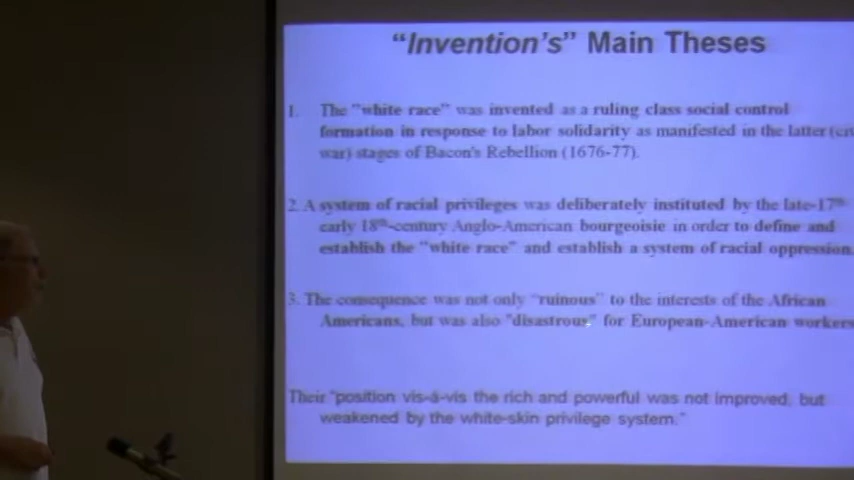 “Invention’s” Main Theses
1. The “white race” was invented as a ruling class social control
formation in response to labor solidarity as manifested in the latter (civ
war) stages of Bacon’s Rebellion (1676-77).
2. A system of racial privileges was deliberately instituted by the late-17th
early 18th-century Anglo-American bourgeoisie in order to define and
establish the “white race” and establish a system of racial oppression.
3. The consequence was not only “ruinous” to the interests of the African
Americans, but was also “disastrous” for European-American workers
Their “position vis-à-vis the rich and powerful was not improved, but
weakened by the white-skin privilege system.”